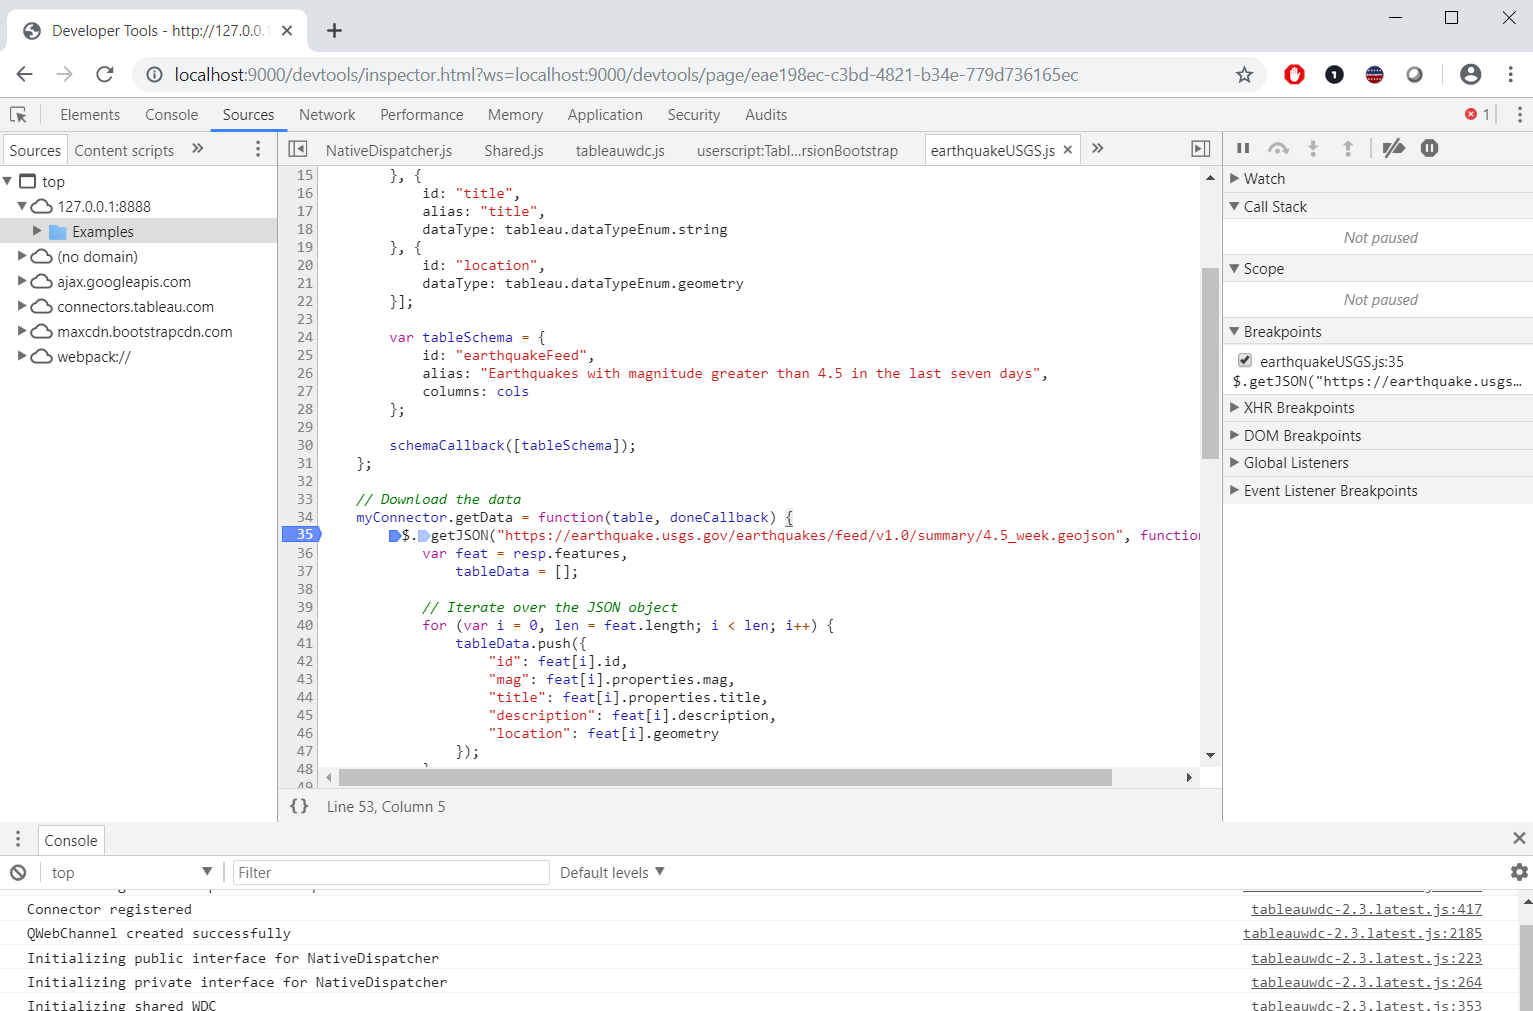 Developer Tools - http://127.0.0.1
localhost:9000/devtools/inspector.html?ws=localhost:9000/devtools/page/eae198ec-c3bd-4821-b34e-779d736165ec
Elements Console Sources Network Performance Memory Application Security Audits 1
Sources Content scripts »
NativeDispatcher.js Shared.js tableauwdc.js userscript:Tabl...rsionBootstrap earthquakeUSGS.js × »
top
127.0.0.1:8888
Examples
(no domain)
ajax.googleapis.com
connectors.tableau.com
maxcdn.bootstrapcdn.com
webpack://
15 }, {
16 id: "title",
17 alias: "title",
18 dataType: tableau.dataTypeEnum.string
19 }, {
20 id: "location",
21 dataType: tableau.dataTypeEnum.geometry
22 }];
23
24 var tableSchema = {
25 id: "earthquakeFeed",
26 alias: "Earthquakes with magnitude greater than 4.5 in the last seven days",
27 columns: cols
28 };
29
30 schemaCallback([tableSchema]);
31 };
32
33 // Download the data
34 myConnector.getData = function(table, doneCallback) {
35 $.getJSON("https://earthquake.usgs.gov/earthquakes/feed/v1.0/summary/4.5_week.geojson", function
36 var feat = resp.features,
37 tableData = [];
38
39 // Iterate over the JSON object
40 for (var i = 0, len = feat.length; i < len; i++) {
41 tableData.push({
42 "id": feat[i].id,
43 "mag": feat[i].properties.mag,
44 "title": feat[i].properties.title,
45 "description": feat[i].description,
46 "location": feat[i].geometry
47 });
48
49
{} Line 53, Column 5
Watch
Call Stack
Not paused
Scope
Not paused
Breakpoints
earthquakeUSGS.js:35
$.getJSON("https://earthquake.usgs...
XHR Breakpoints
DOM Breakpoints
Global Listeners
Event Listener Breakpoints
Console
top Filter Default levels
Connector registered tableauwdc-2.3.latest.js:417
QWebChannel created successfully tableauwdc-2.3.latest.js:2185
Initializing public interface for NativeDispatcher tableauwdc-2.3.latest.js:223
Initializing private interface for NativeDispatcher tableauwdc-2.3.latest.js:264
Initializing shared WDC tableauwdc-2.3.latest.js:353